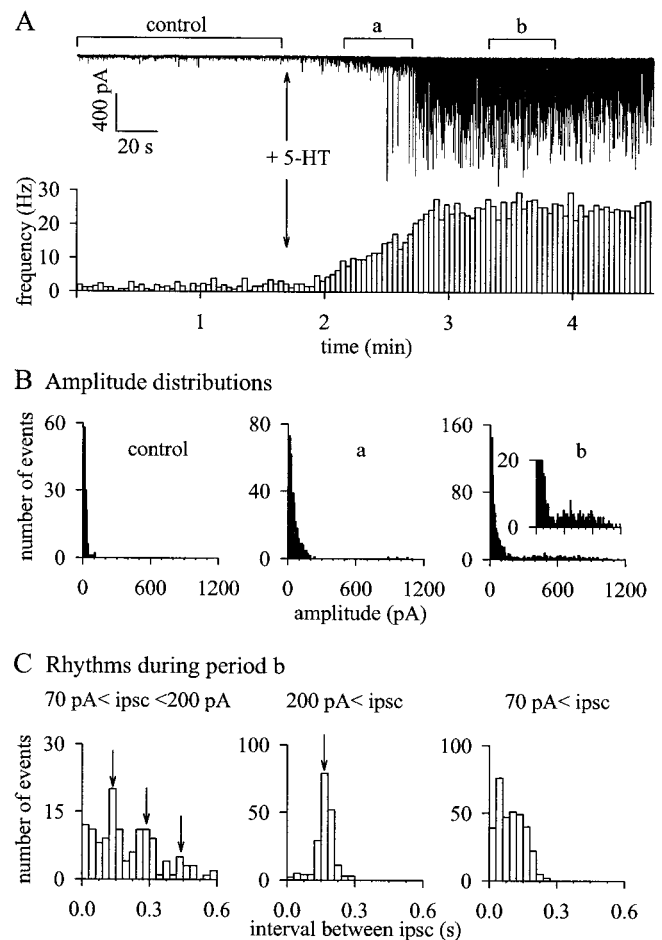 A
control a b
400 pA
20 s
+ 5-HT
frequency (Hz)
30
20
10
0
1 2 3 4
time (min)
B Amplitude distributions
number of events
60
30
0
control
0 600 1200
80
40
0
a
0 600 1200
160
80
0
b
20
0
0 600 1200
amplitude (pA)
C Rhythms during period b
70 pA< ipsc <200 pA 200 pA< ipsc 70 pA< ipsc
number of events
30
15
0
0.0 0.3 0.6
100
50
0
0.0 0.3 0.6
100
50
0
0.0 0.3 0.6
interval between ipsc (s)